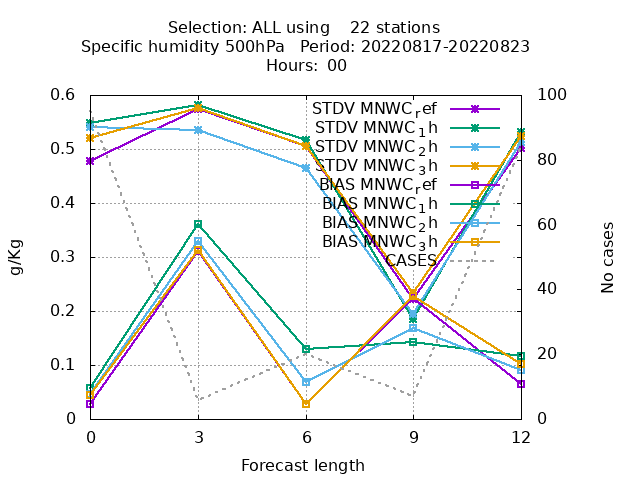 Selection: ALL using 22 stations
Specific humidity 500hPa Period: 20220817-20220823
Hours: 00
0.6
0.5
0.4
0.3
0.2
0.1
0
100
80
60
40
20
0
STDV MNWC_ref
STDV MNWC_1h
STDV MNWC_2h
STDV MNWC_3h
BIAS MNWC_ref
BIAS MNWC_1h
BIAS MNWC_2h
BIAS MNWC_3h
CASES
g/Kg
No cases
0 3 6 9 12
Forecast length